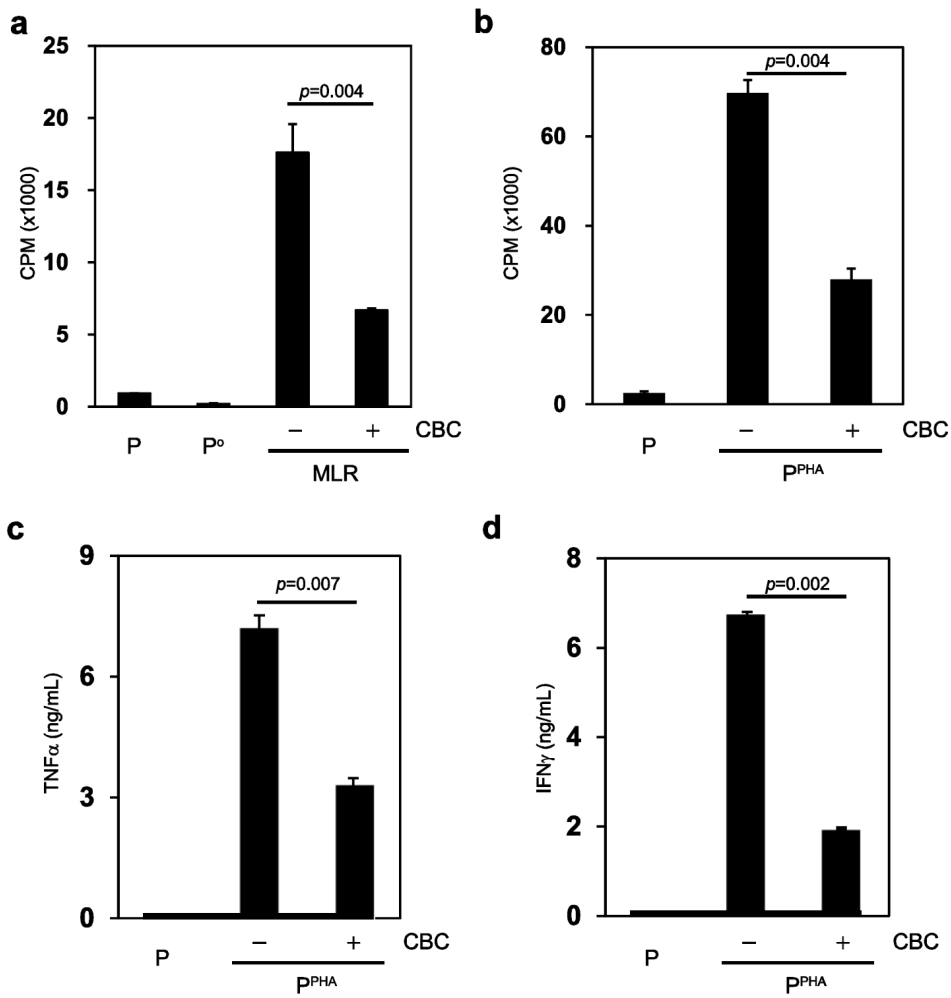 a
25
20
15
10
5
0
CPM (x1000)
p=0.004
P
Pº
−
+
CBC
MLR
b
80
60
40
20
0
CPM (x1000)
p=0.004
P
−
+
CBC
Pᴾᴴᴬ
c
9
6
3
0
TNFα (ng/mL)
p=0.007
P
−
+
CBC
Pᴾᴴᴬ
d
8
6
4
2
0
IFNγ (ng/mL)
p=0.002
P
−
+
CBC
Pᴾᴴᴬ